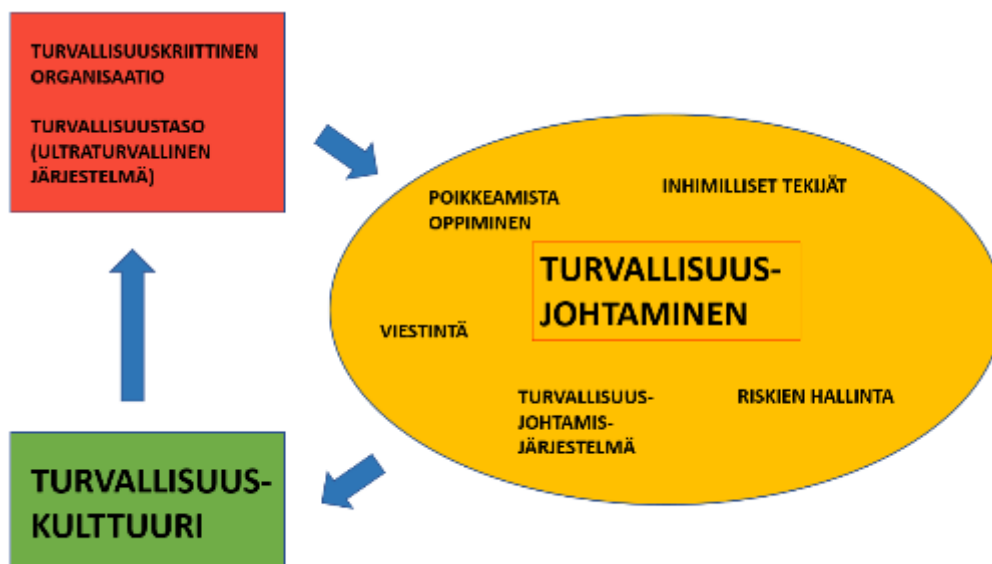 TURVALLISUUSKRIITTINEN
ORGANISAATIO
TURVALLISUUSTASO
(ULTRATURVALLINEN
JÄRJESTELMÄ)
POIKKEAMISTA
OPPIMINEN
INHIMILLISET TEKIJÄT
TURVALLISUUS-
JOHTAMINEN
VIESTINTÄ
TURVALLISUUS-
JOHTAMIS-
JÄRJESTELMÄ
RISKIEN HALLINTA
TURVALLISUUS-
KULTTUURI